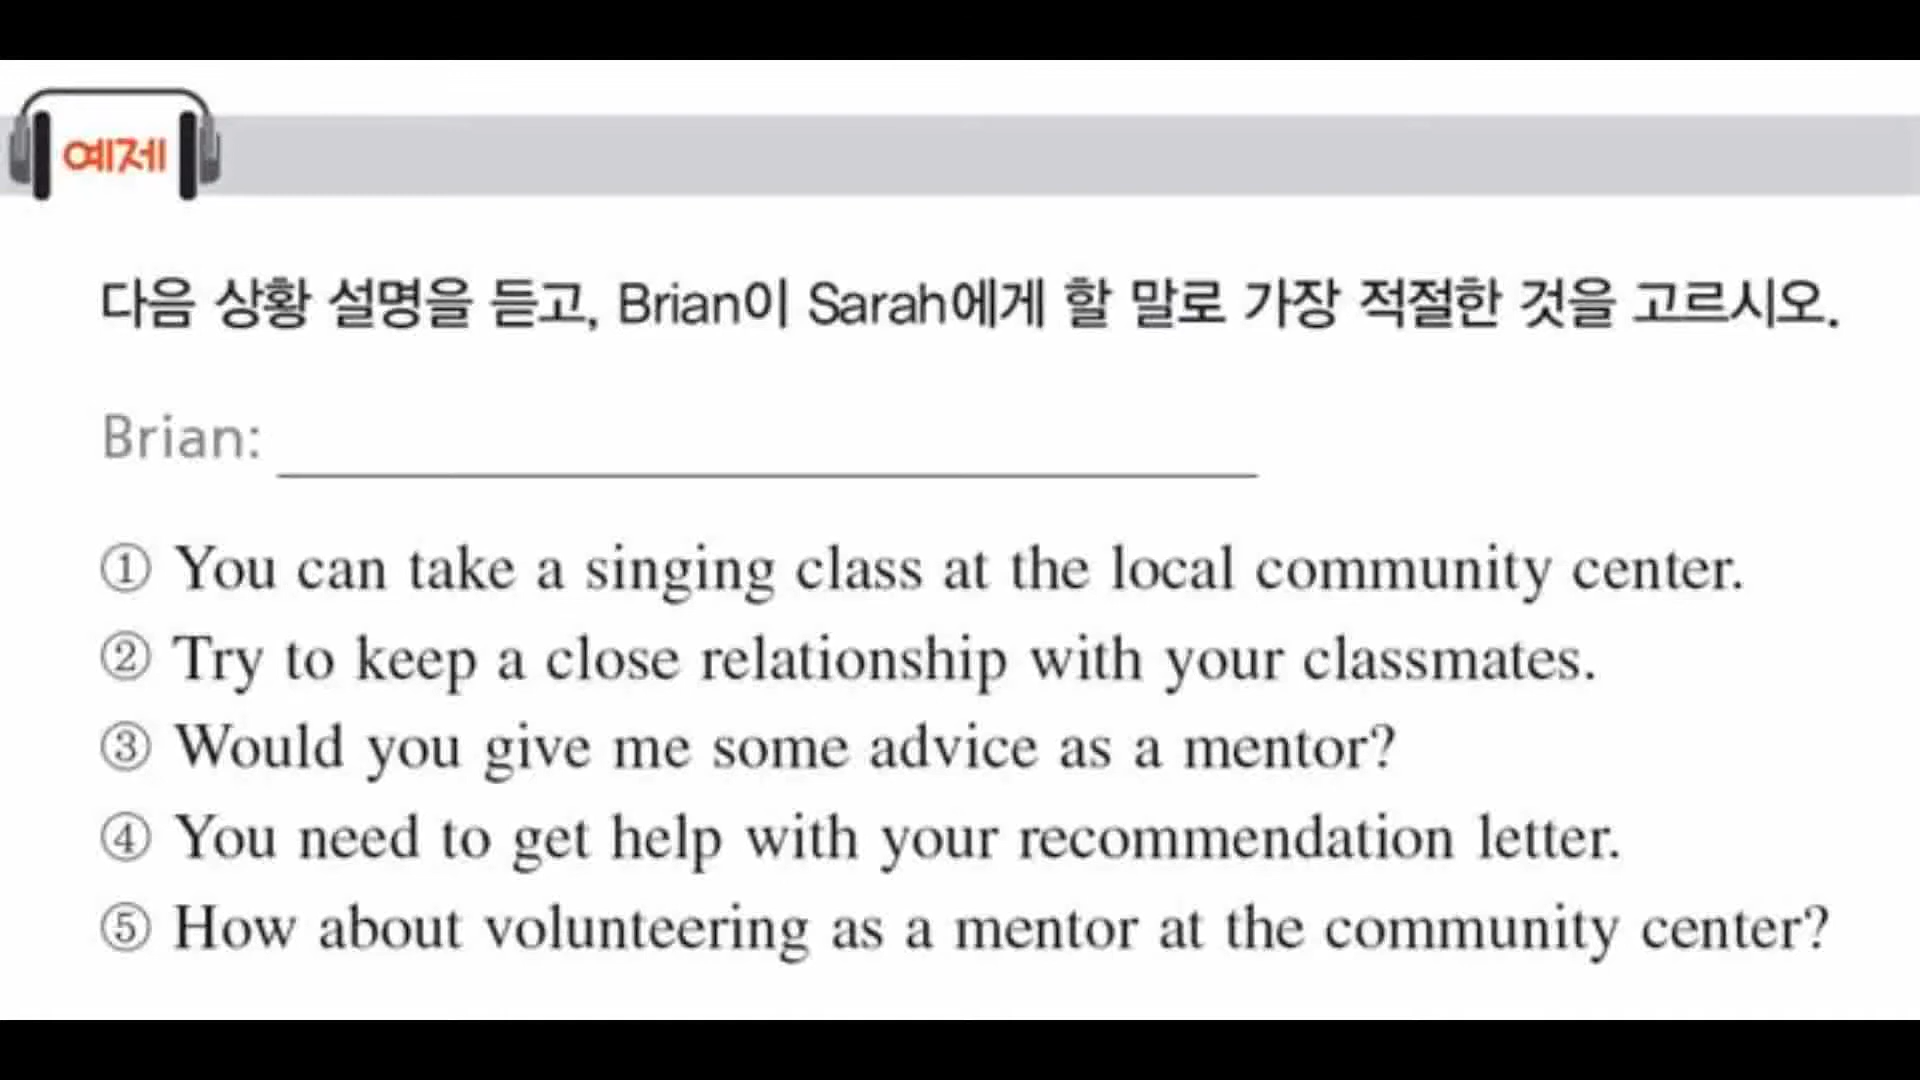 예제
다음 상황 설명을 듣고, Brian이 Sarah에게 할 말로 가장 적절한 것을 고르시오.
Brian:
① You can take a singing class at the local community center.
② Try to keep a close relationship with your classmates.
③ Would you give me some advice as a mentor?
④ You need to get help with your recommendation letter.
⑤ How about volunteering as a mentor at the community center?